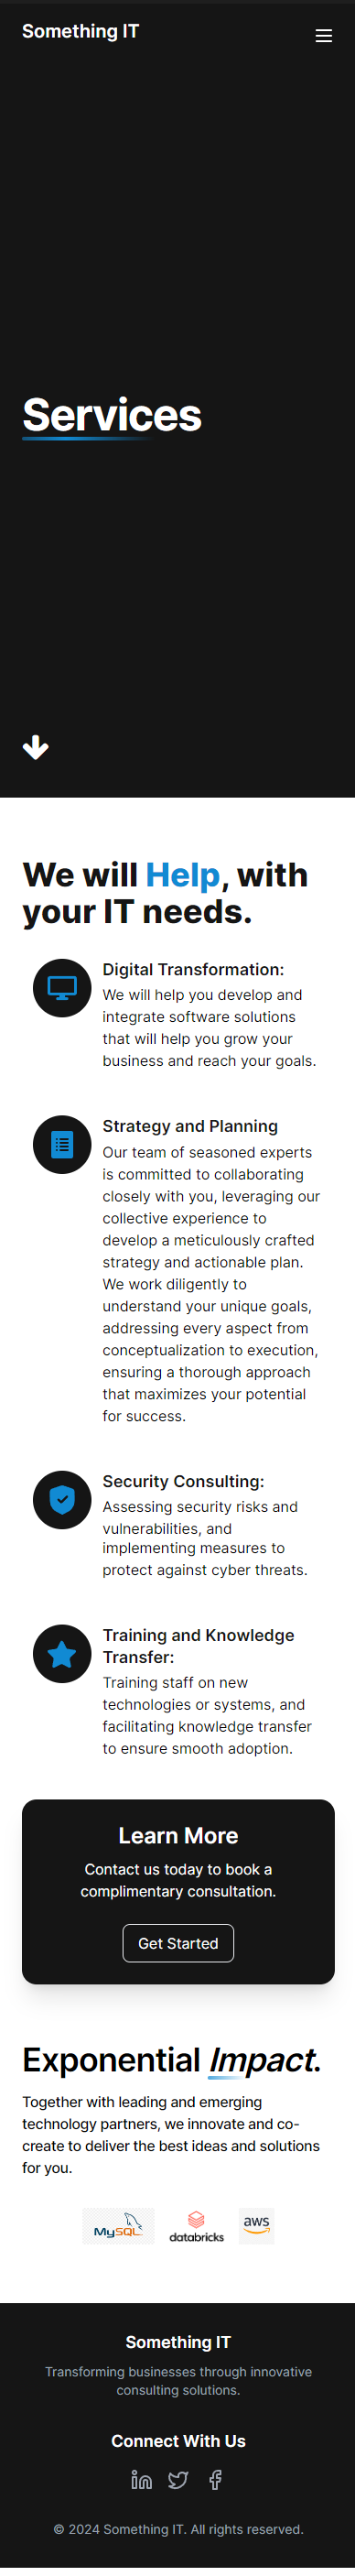 Something IT
Services
We will Help, with
your IT needs.
Digital Transformation:
We will help you develop and
integrate software solutions
that will help you grow your
business and reach your goals.
Strategy and Planning
Our team of seasoned experts
is committed to collaborating
closely with you, leveraging our
collective experience to
develop a meticulously crafted
strategy and actionable plan.
We work diligently to
understand your unique goals,
addressing every aspect from
conceptualization to execution,
ensuring a thorough approach
that maximizes your potential
for success.
Security Consulting:
Assessing security risks and
vulnerabilities, and
implementing measures to
protect against cyber threats.
Training and Knowledge
Transfer:
Training staff on new
technologies or systems, and
facilitating knowledge transfer
to ensure smooth adoption.
Learn More
Contact us today to book a
complimentary consultation.
Get Started
Exponential Impact.
Together with leading and emerging
technology partners, we innovate and co-
create to deliver the best ideas and solutions
for you.
MySQL databricks aws
Something IT
Transforming businesses through innovative
consulting solutions.
Connect With Us
© 2024 Something IT. All rights reserved.